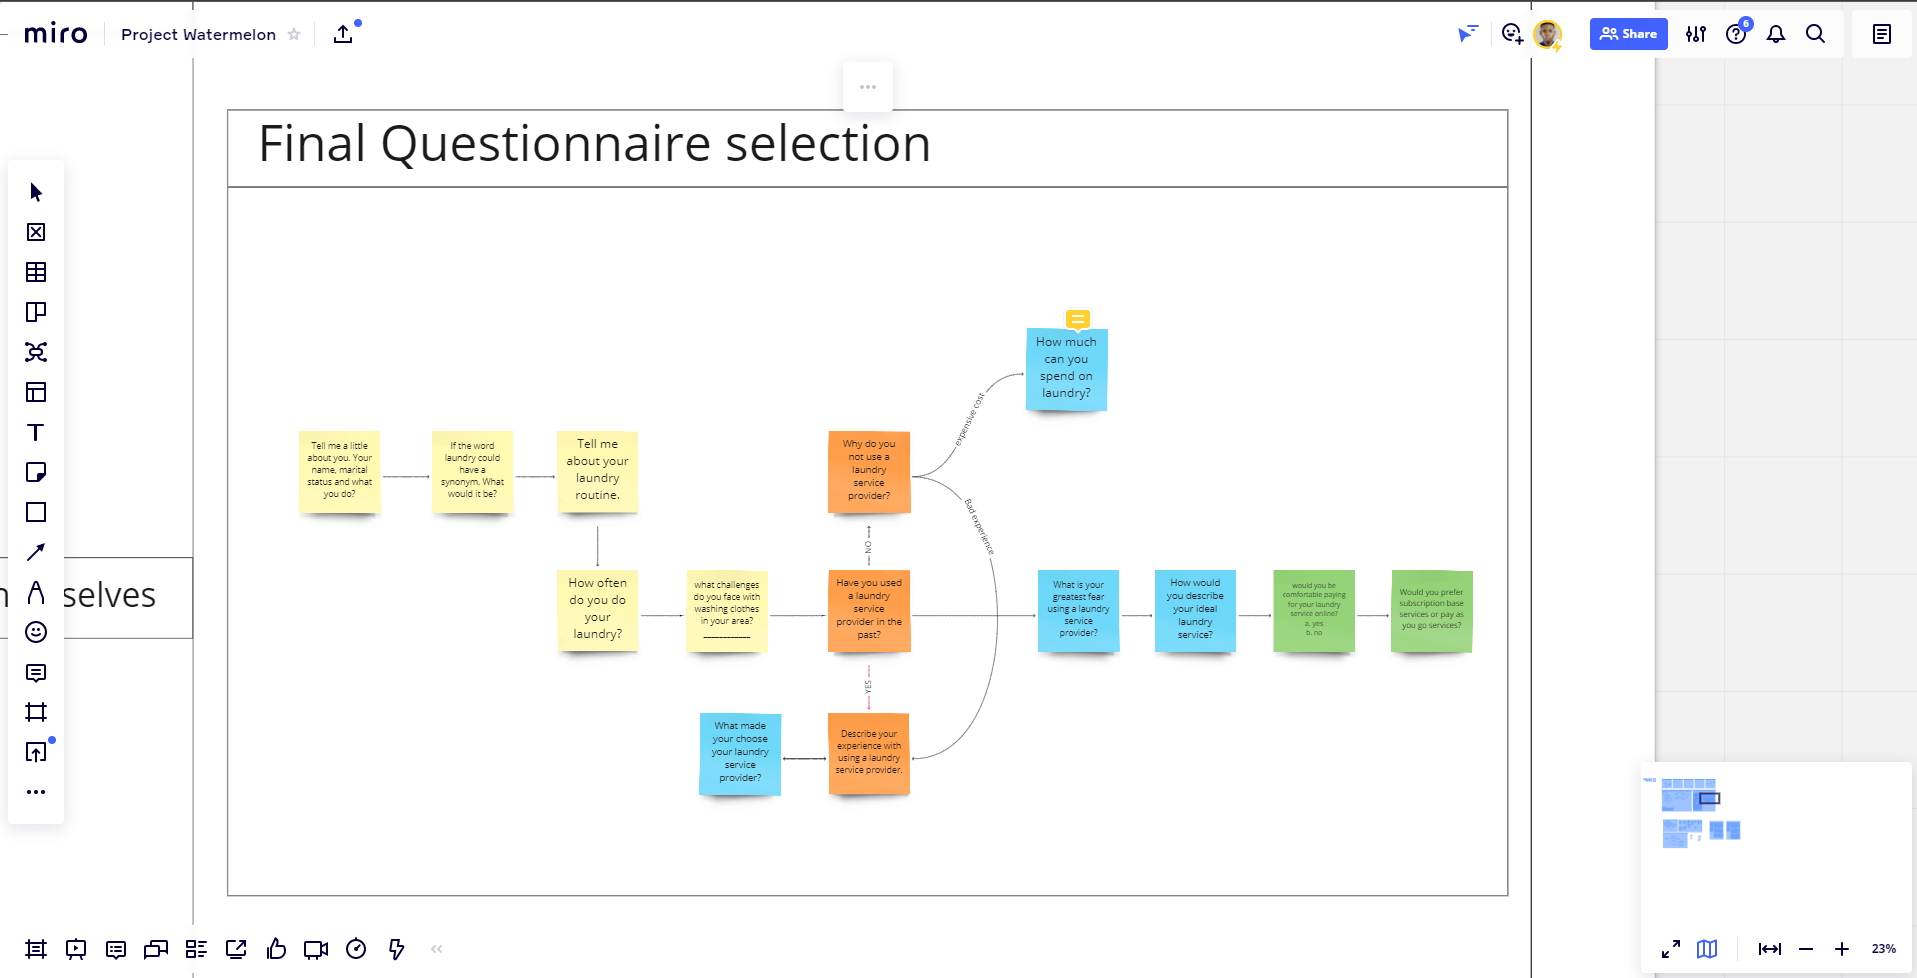 miro
Project Watermelon
Share
6
Final Questionnaire selection
How much
can you
spend on
laundry?
expensive cost
Tell me a little
about you. Your
name, marital
status and what
you do?
If the word
laundry could
have a
synonym. What
would it be?
Tell me
about your
laundry
routine.
Why do you
not use a
laundry
service
provider?
Bad experience
NO
selves
How often
do you do
your
laundry?
what challenges
do you face with
washing clothes
in your area?
____________
Have you used
a laundry
service
provider in the
past?
What is your
greatest fear
using a laundry
service
provider?
How would
you describe
your ideal
laundry
service?
would you be
comfortable paying
for your laundry
service online?
a. yes
b. no
Would you prefer
subscription base
services or pay as
you go services?
YES
What made
your choose
your laundry
service
provider?
Describe your
experience with
using a laundry
service provider.
23%